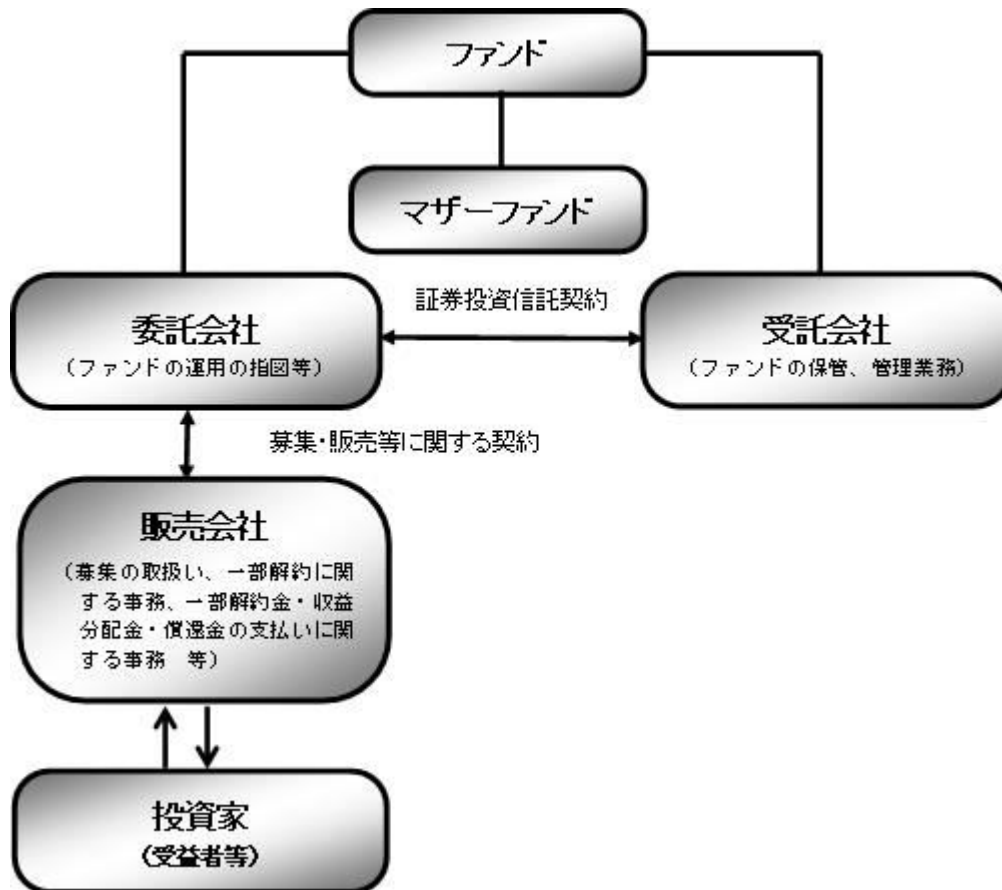 ファンド
マザーファンド
証券投資信託契約
委託会社
（ファンドの運用の指図等）
受託会社
（ファンドの保管、管理業務）
募集・販売等に関する契約
販売会社
（募集の取扱い、一部解約に関
する事務、一部解約金・収益
分配金・償還金の支払いに関
する事務　等）
投資家
（受益者等）